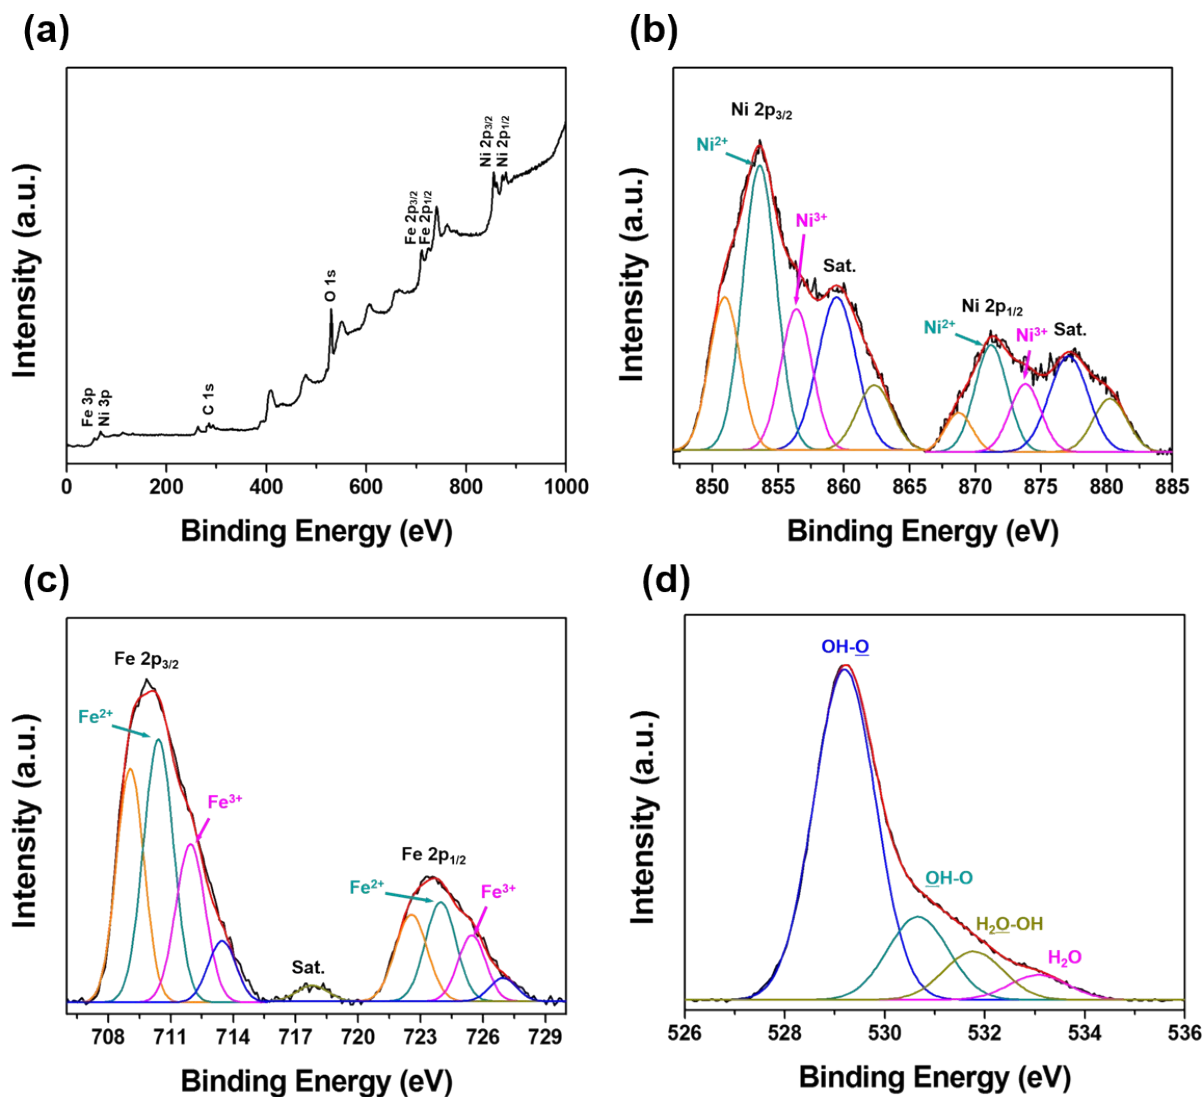 (a)
Fe 3p
Ni 3p
C 1s
O 1s
Fe 2p3/2
Fe 2p1/2
Ni 2p3/2
Ni 2p1/2
Intensity (a.u.)
0 200 400 600 800 1000
Binding Energy (eV)
(b)
Ni 2p3/2
Ni2+
Ni3+
Sat.
Ni 2p1/2
Ni2+
Ni3+
Sat.
Intensity (a.u.)
850 855 860 865 870 875 880 885
Binding Energy (eV)
(c)
Fe 2p3/2
Fe2+
Fe3+
Sat.
Fe 2p1/2
Fe2+
Fe3+
Intensity (a.u.)
708 711 714 717 720 723 726 729
Binding Energy (eV)
(d)
OH-O
OH-O
H2O-OH
H2O
Intensity (a.u.)
526 528 530 532 534 536
Binding Energy (eV)